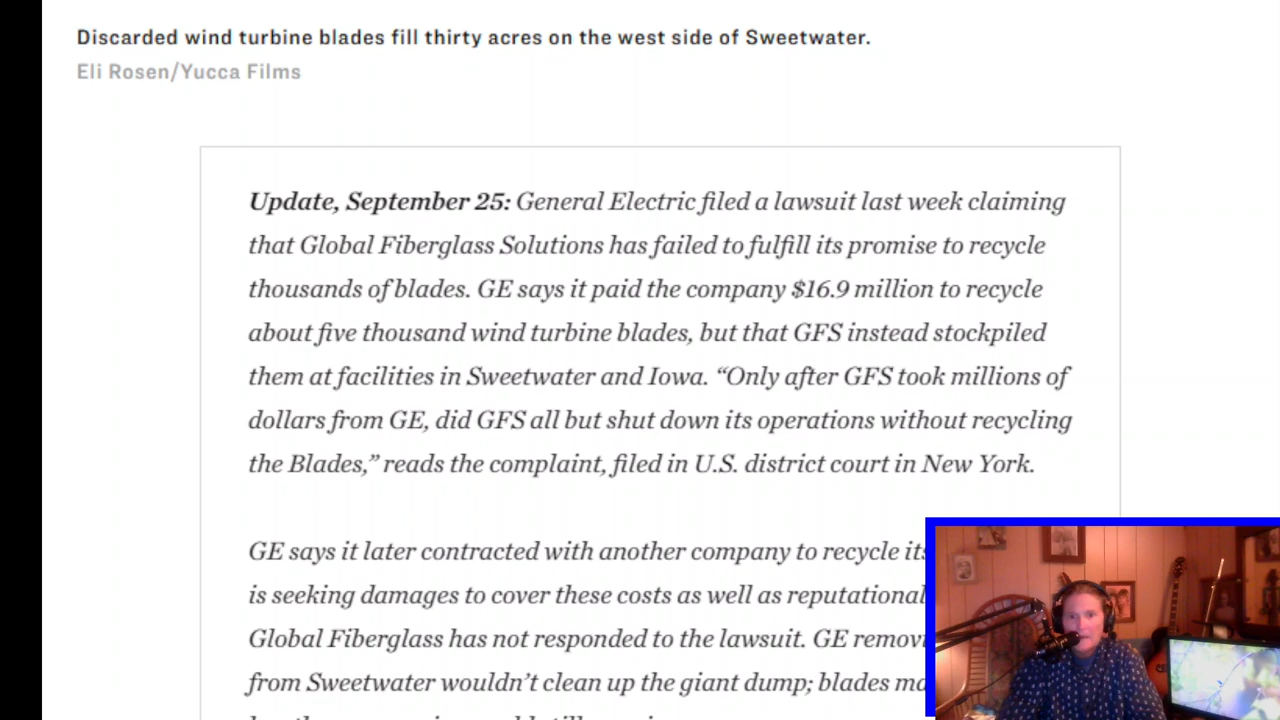 Discarded wind turbine blades fill thirty acres on the west side of Sweetwater.
Eli Rosen/Yucca Films
Update, September 25: General Electric filed a lawsuit last week claiming
that Global Fiberglass Solutions has failed to fulfill its promise to recycle
thousands of blades. GE says it paid the company $16.9 million to recycle
about five thousand wind turbine blades, but that GFS instead stockpiled
them at facilities in Sweetwater and Iowa. “Only after GFS took millions of
dollars from GE, did GFS all but shut down its operations without recycling
the Blades,” reads the complaint, filed in U.S. district court in New York.
GE says it later contracted with another company to recycle its
is seeking damages to cover these costs as well as reputational
Global Fiberglass has not responded to the lawsuit. GE
from Sweetwater wouldn’t clean up the giant dump; blades